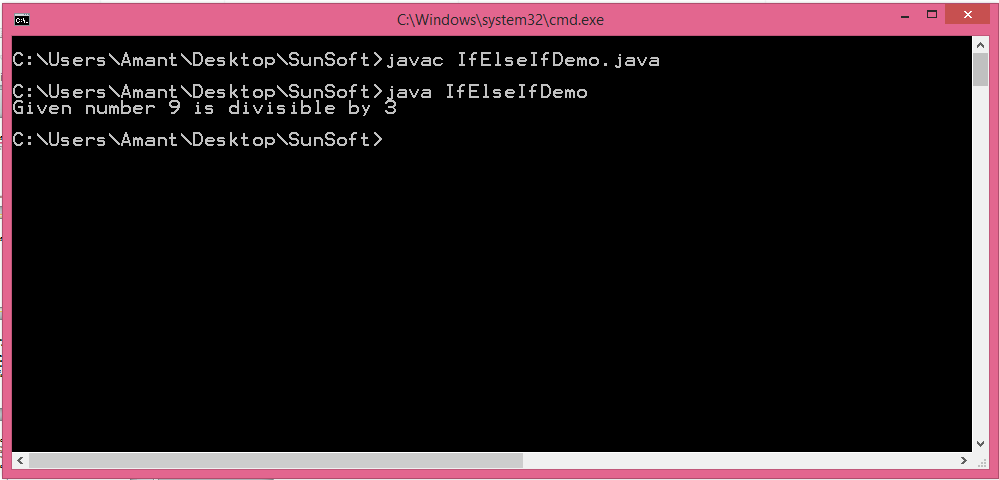 C:\Windows\system32\cmd.exe
C:\Users\Amant\Desktop\SunSoft>javac IfElseIfDemo.java
C:\Users\Amant\Desktop\SunSoft>java IfElseIfDemo
Given number 9 is divisible by 3
C:\Users\Amant\Desktop\SunSoft>